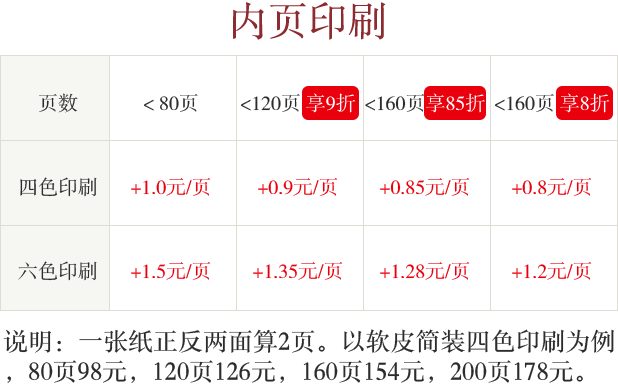 内页印刷
页数 < 80页 <120页 享9折 <160页 享85折 <160页 享8折
四色印刷 +1.0元/页 +0.9元/页 +0.85元/页 +0.8元/页
六色印刷 +1.5元/页 +1.35元/页 +1.28元/页 +1.2元/页
说明：一张纸正反两面算2页。以软皮简装四色印刷为例
，80页98元，120页126元，160页154元，200页178元。